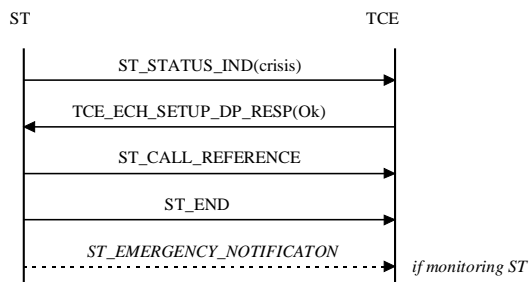 ST TCE
ST_STATUS_IND(crisis)
TCE_ECH_SETUP_DP_RESP(Ok)
ST_CALL_REFERENCE
ST_END
ST_EMERGENCY_NOTIFICATON
if monitoring ST